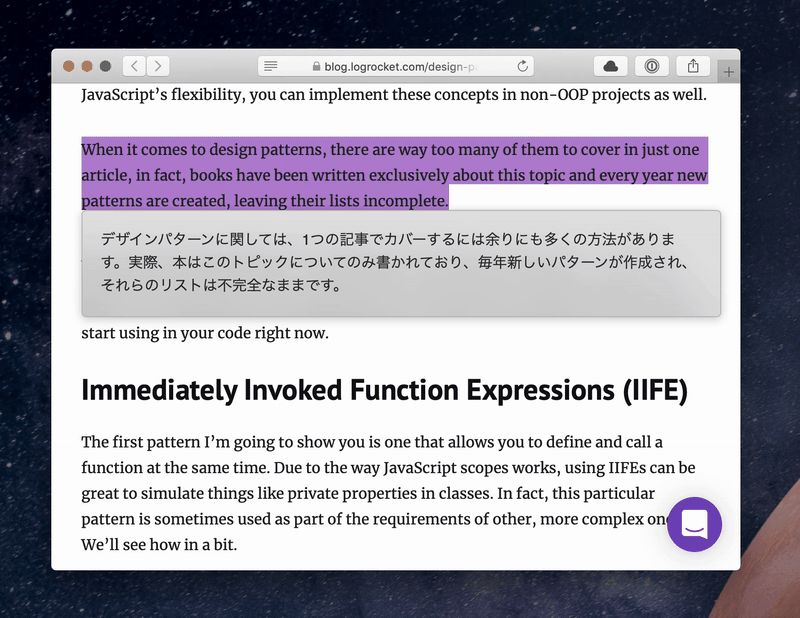 blog.logrocket.com/design-p
JavaScript’s flexibility, you can implement these concepts in non-OOP projects as well.
When it comes to design patterns, there are way too many of them to cover in just one
article, in fact, books have been written exclusively about this topic and every year new
patterns are created, leaving their lists incomplete.
デザインパターンに関しては、1つの記事でカバーするには余りにも多くの方法がありま
す。実際、本はこのトピックについてのみ書かれており、毎年新しいパターンが作成され、
それらのリストは不完全なままです。
start using in your code right now.
Immediately Invoked Function Expressions (IIFE)
The first pattern I’m going to show you is one that allows you to define and call a
function at the same time. Due to the way JavaScript scopes works, using IIFEs can be
great to simulate things like private properties in classes. In fact, this particular
pattern is sometimes used as part of the requirements of other, more complex
We’ll see how in a bit.